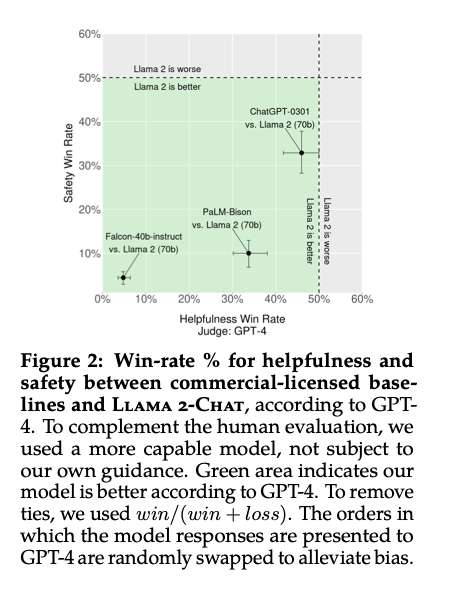 60%
Llama 2 is worse
50%
Llama 2 is better
ChatGPT-0301
vs. Llama 2 (70b)
40%
Safety Win Rate
30%
Llama 2 is better
Llama 2 is worse
20%
PaLM-Bison
vs. Llama 2 (70b)
Falcon-40b-instruct
vs. Llama 2 (70b)
10%
0% 10% 20% 30% 40% 50% 60%
Helpfulness Win Rate
Judge: GPT-4
Figure 2: Win-rate % for helpfulness and
safety between commercial-licensed base-
lines and LLAMA 2-CHAT, according to GPT-
4. To complement the human evaluation, we
used a more capable model, not subject to
our own guidance. Green area indicates our
model is better according to GPT-4. To remove
ties, we used win/(win + loss). The orders in
which the model responses are presented to
GPT-4 are randomly swapped to alleviate bias.